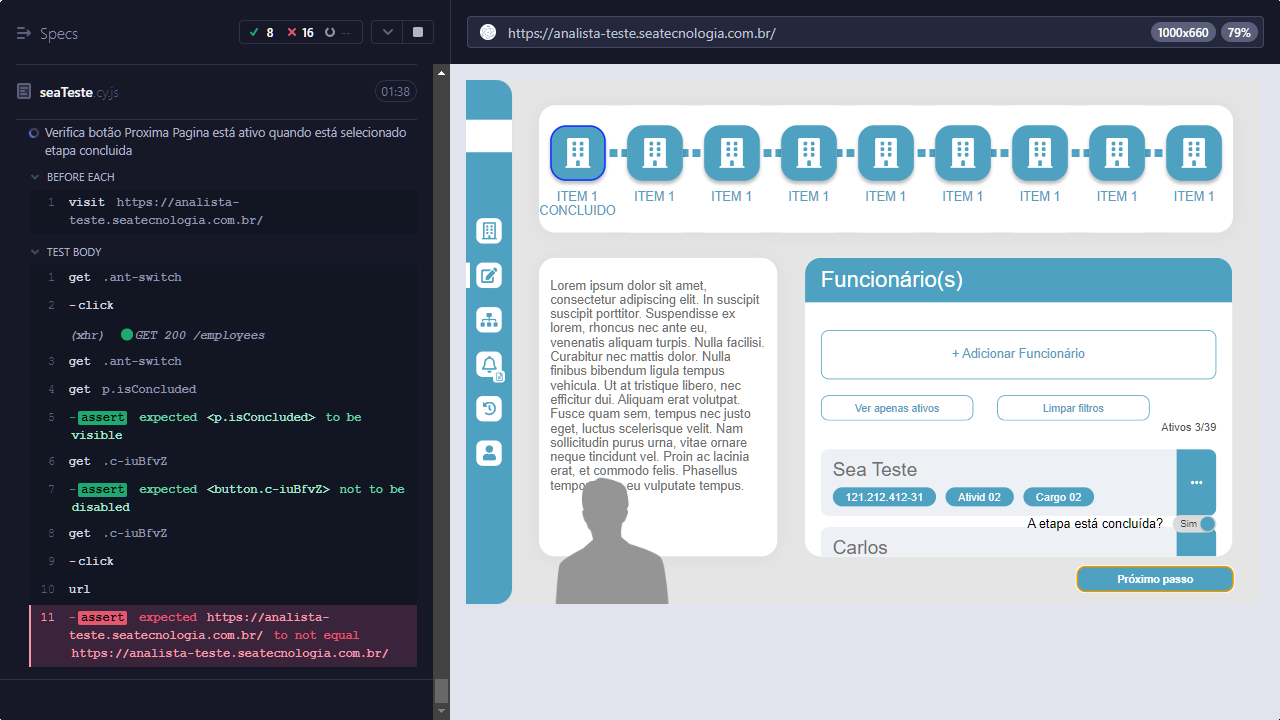 Specs
8
16
--
seaTeste.cy.js
01:38
Verifica botão Proxima Pagina está ativo quando está selecionado
etapa concluida
BEFORE EACH
1 visit https://analista-
teste.seatecnologia.com.br/
TEST BODY
1 get .ant-switch
2 -click
(xhr) GET 200 /employees
3 get .ant-switch
4 get p.isConcluded
5 -assert expected <p.isConcluded> to be
visible
6 get .c-iuBfvZ
7 -assert expected <button.c-iuBfvZ> not to be
disabled
8 get .c-iuBfvZ
9 -click
10 url
11 -assert expected https://analista-
teste.seatecnologia.com.br/ to not equal
https://analista-teste.seatecnologia.com.br/
https://analista-teste.seatecnologia.com.br/
1000x660
79%
ITEM 1 ITEM 1 ITEM 1 ITEM 1 ITEM 1 ITEM 1 ITEM 1 ITEM 1 ITEM 1
CONCLUIDO
Lorem ipsum dolor sit amet,
consectetur adipiscing elit. In suscipit
suscipit porttitor. Suspendisse ex
lorem, rhoncus nec ante eu,
venenatis aliquam turpis. Nulla facilisi.
Curabitur nec mattis dolor. Nulla
finibus bibendum ligula tempus
vehicula. Ut at tristique libero, nec
efficitur dui. Aliquam erat volutpat.
Fusce quam sem, tempus nec justo
eget, luctus scelerisque velit. Nam
sollicitudin purus urna, vitae ornare
neque tincidunt vel. Proin ac lacinia
erat, et commodo felis. Phasellus
eu vulputate tempus.
Funcionário(s)
+ Adicionar Funcionário
Ver apenas ativos
Limpar filtros
Ativos 3/39
Sea Teste
121.212.412-31
Ativid 02
Cargo 02
A etapa está concluída?
Sim
Carlos
Próximo passo